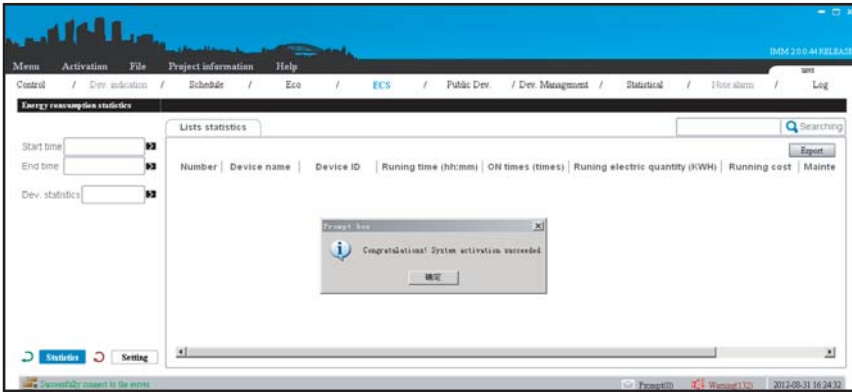 IMM 2.0.0.44 RELEASE
Menu Activation File Project information Help
Control / Dev. indication / Schedule / Eco / ECS / Public Dev. / Dev. Management / Statistical / Note alarm / Log
Energy consumption statistics
Lists statistics Searching
Start time Export
End time
Number Device name Device ID Runing time (hh:mm) ON times (times) Runing electric quantity (KWH) Running cost Mainte
Dev. statistics
Prompt box
Congratulations! System activation succeeded
确定
Statistics Setting
Successfully connect to the server Prompt(0) Warning(132) 2012-08-31 16:24:32